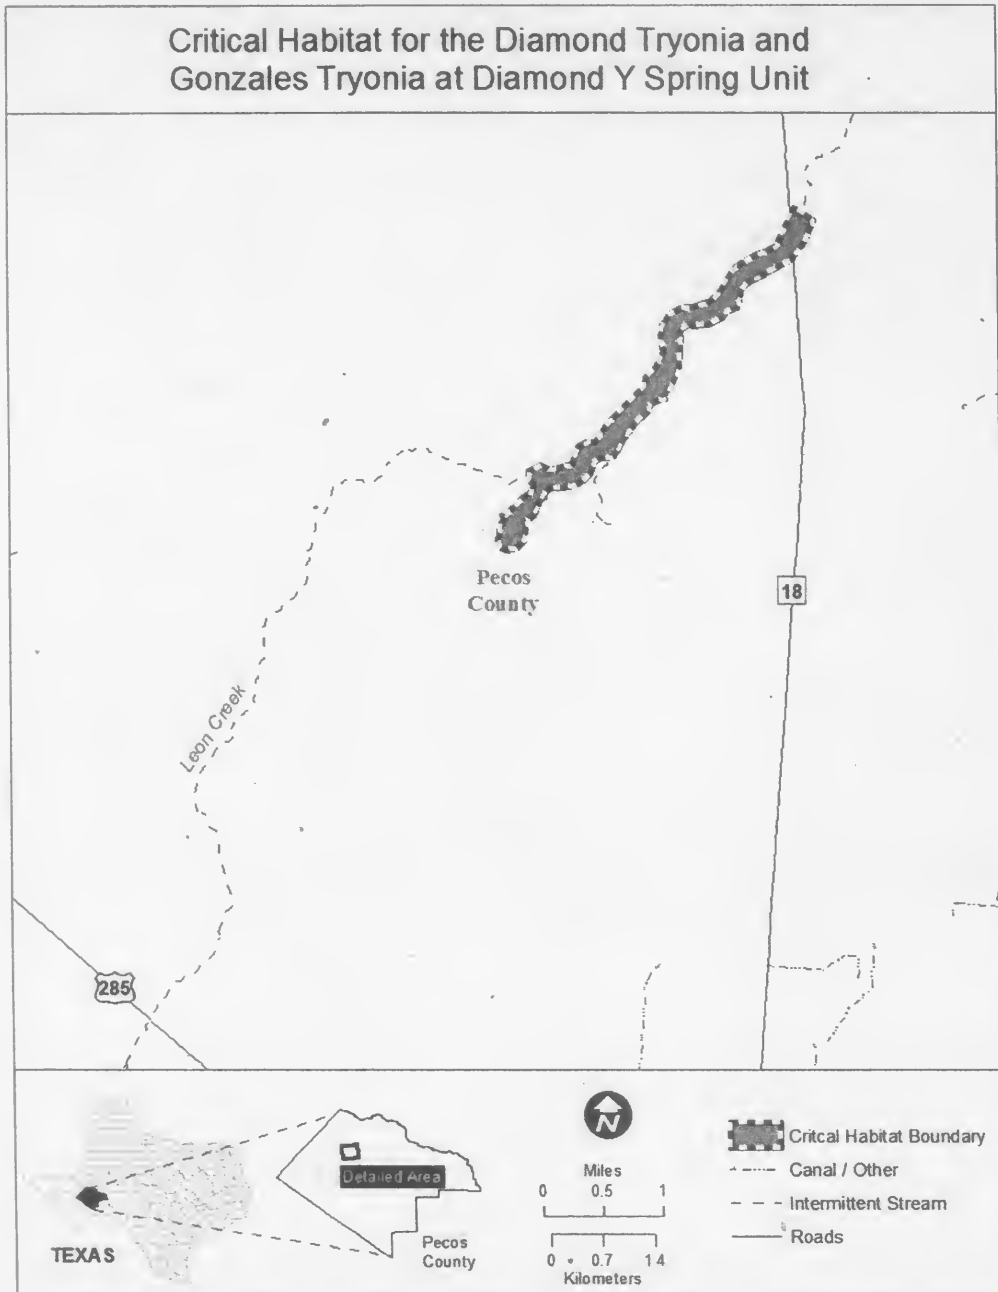 Critical Habitat for the Diamond Tryonia and
Gonzales Tryonia at Diamond Y Spring Unit
Pecos
County
18
Leon Creek
285
TEXAS
Detailed Area
Pecos
County
N
Miles
0 0.5 1
0 0.7 1.4
Kilometers
Critcal Habitat Boundary
Canal / Other
Intermittent Stream
Roads